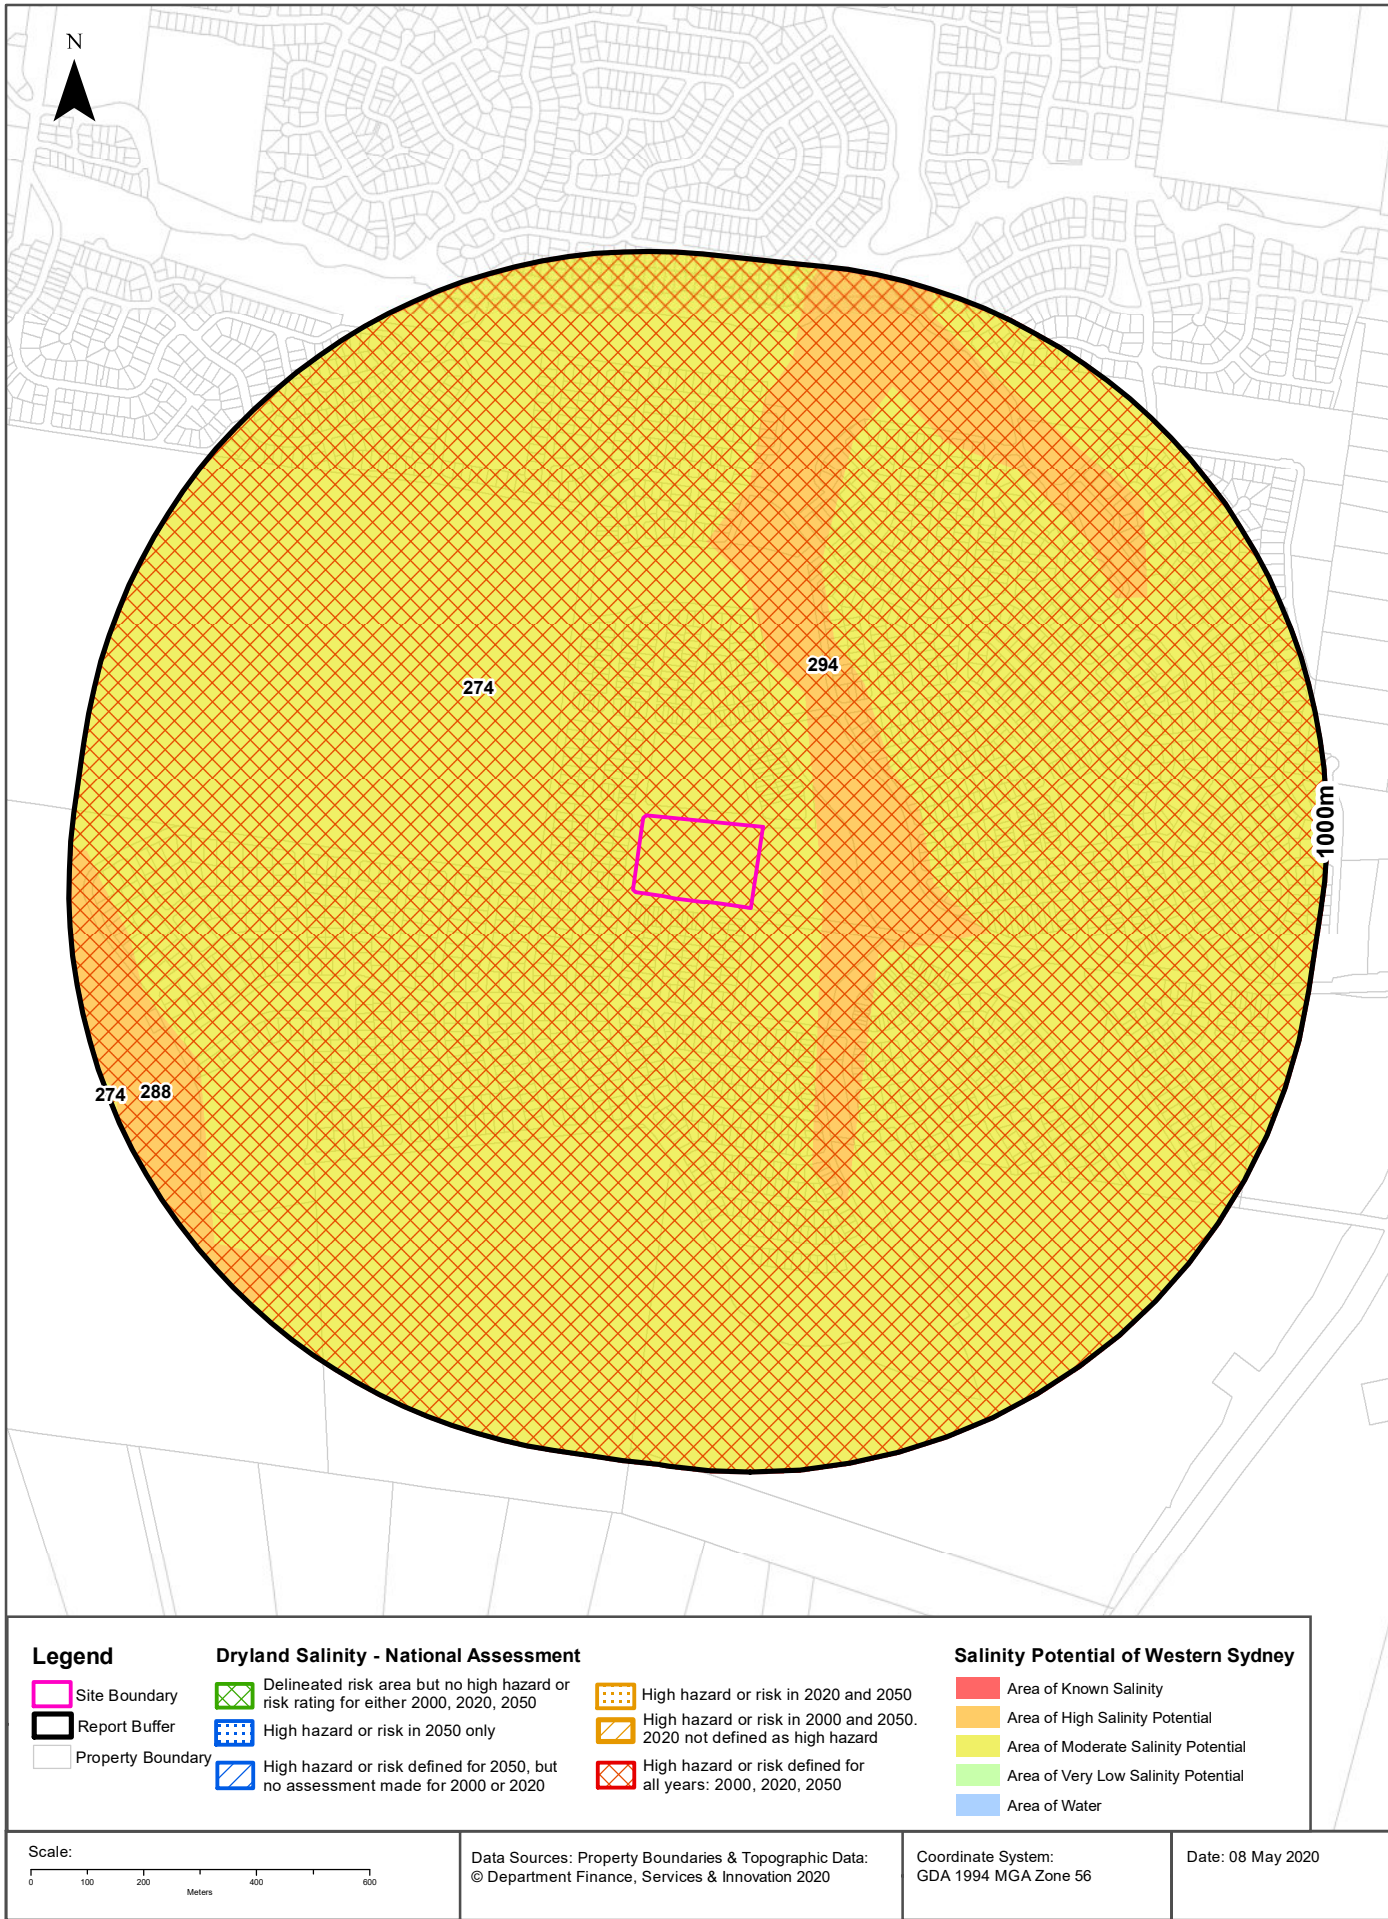 N
294
274
1000m
274
288
Legend
Site Boundary
Report Buffer
Property Boundary
Dryland Salinity - National Assessment
Delineated risk area but no high hazard or
risk rating for either 2000, 2020, 2050
High hazard or risk in 2050 only
High hazard or risk defined for 2050, but
no assessment made for 2000 or 2020
High hazard or risk in 2020 and 2050
High hazard or risk in 2000 and 2050.
2020 not defined as high hazard
High hazard or risk defined for
all years: 2000, 2020, 2050
Salinity Potential of Western Sydney
Area of Known Salinity
Area of High Salinity Potential
Area of Moderate Salinity Potential
Area of Very Low Salinity Potential
Area of Water
Scale:
0 100 200 400 600
Meters
Data Sources: Property Boundaries & Topographic Data:
© Department Finance, Services & Innovation 2020
Coordinate System:
GDA 1994 MGA Zone 56
Date: 08 May 2020